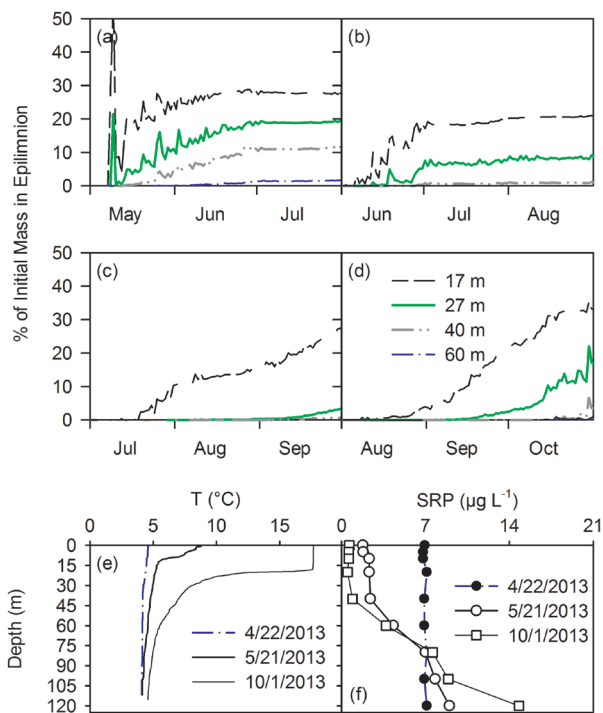 % of Initial Mass in Epilimnion
50
40
30
20
10
0
(a)
(b)
May Jun Jul
Jun Jul Aug
50
40
30
20
10
0
(c)
(d)
17 m
27 m
40 m
60 m
Jul Aug Sep
Aug Sep Oct
T (°C)
SRP (µg L⁻¹)
0 5 10 15
0 7 14 21
Depth (m)
0
15
30
45
60
75
90
105
120
(e)
4/22/2013
5/21/2013
10/1/2013
4/22/2013
5/21/2013
10/1/2013
(f)